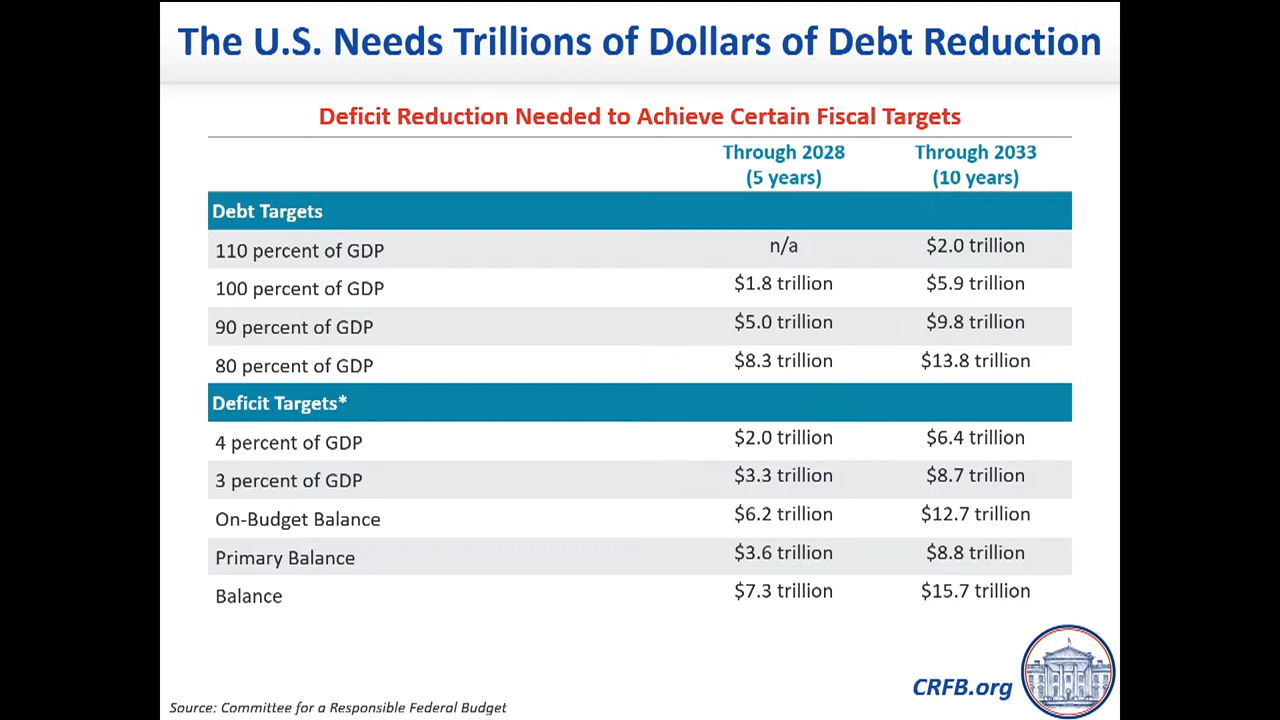 The U.S. Needs Trillions of Dollars of Debt Reduction
Deficit Reduction Needed to Achieve Certain Fiscal Targets
Through 2028 Through 2033
(5 years) (10 years)
Debt Targets
110 percent of GDP n/a $2.0 trillion
100 percent of GDP $1.8 trillion $5.9 trillion
90 percent of GDP $5.0 trillion $9.8 trillion
80 percent of GDP $8.3 trillion $13.8 trillion
Deficit Targets*
4 percent of GDP $2.0 trillion $6.4 trillion
3 percent of GDP $3.3 trillion $8.7 trillion
On-Budget Balance $6.2 trillion $12.7 trillion
Primary Balance $3.6 trillion $8.8 trillion
Balance $7.3 trillion $15.7 trillion
CRFB.org
Source: Committee for a Responsible Federal Budget